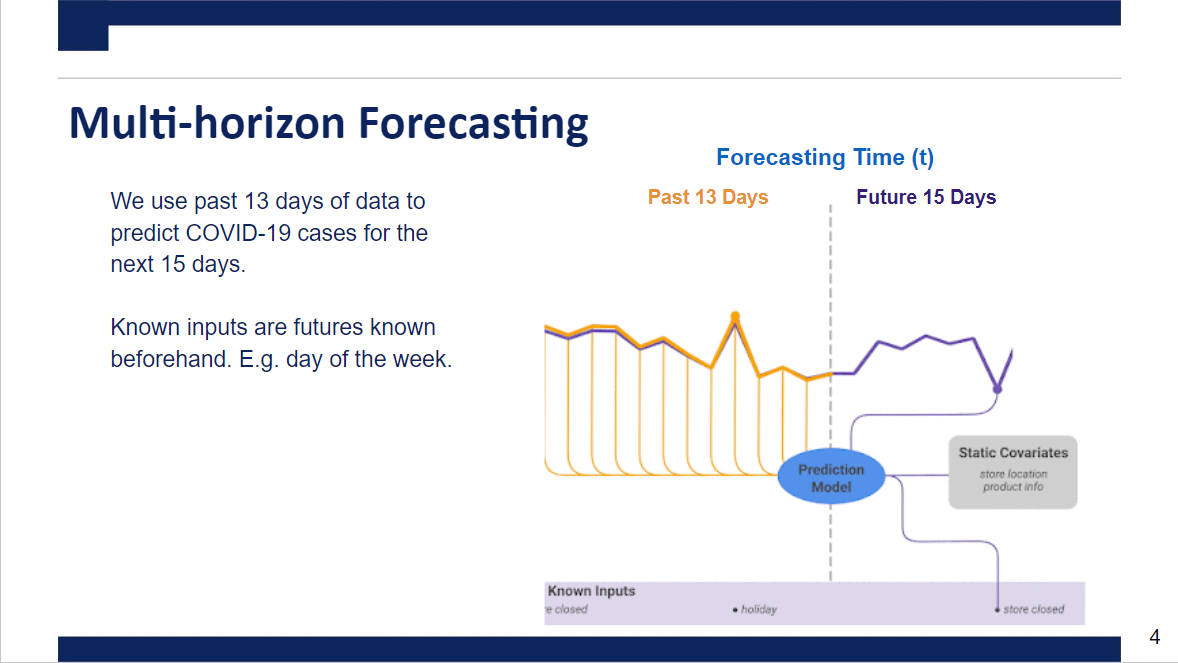 Multi-horizon Forecasting
We use past 13 days of data to
predict COVID-19 cases for the
next 15 days.
Known inputs are futures known
beforehand. E.g. day of the week.
Forecasting Time (t)
Past 13 Days
Future 15 Days
Prediction
Model
Static Covariates
store location
product info
Known Inputs
re closed
holiday
store closed
4